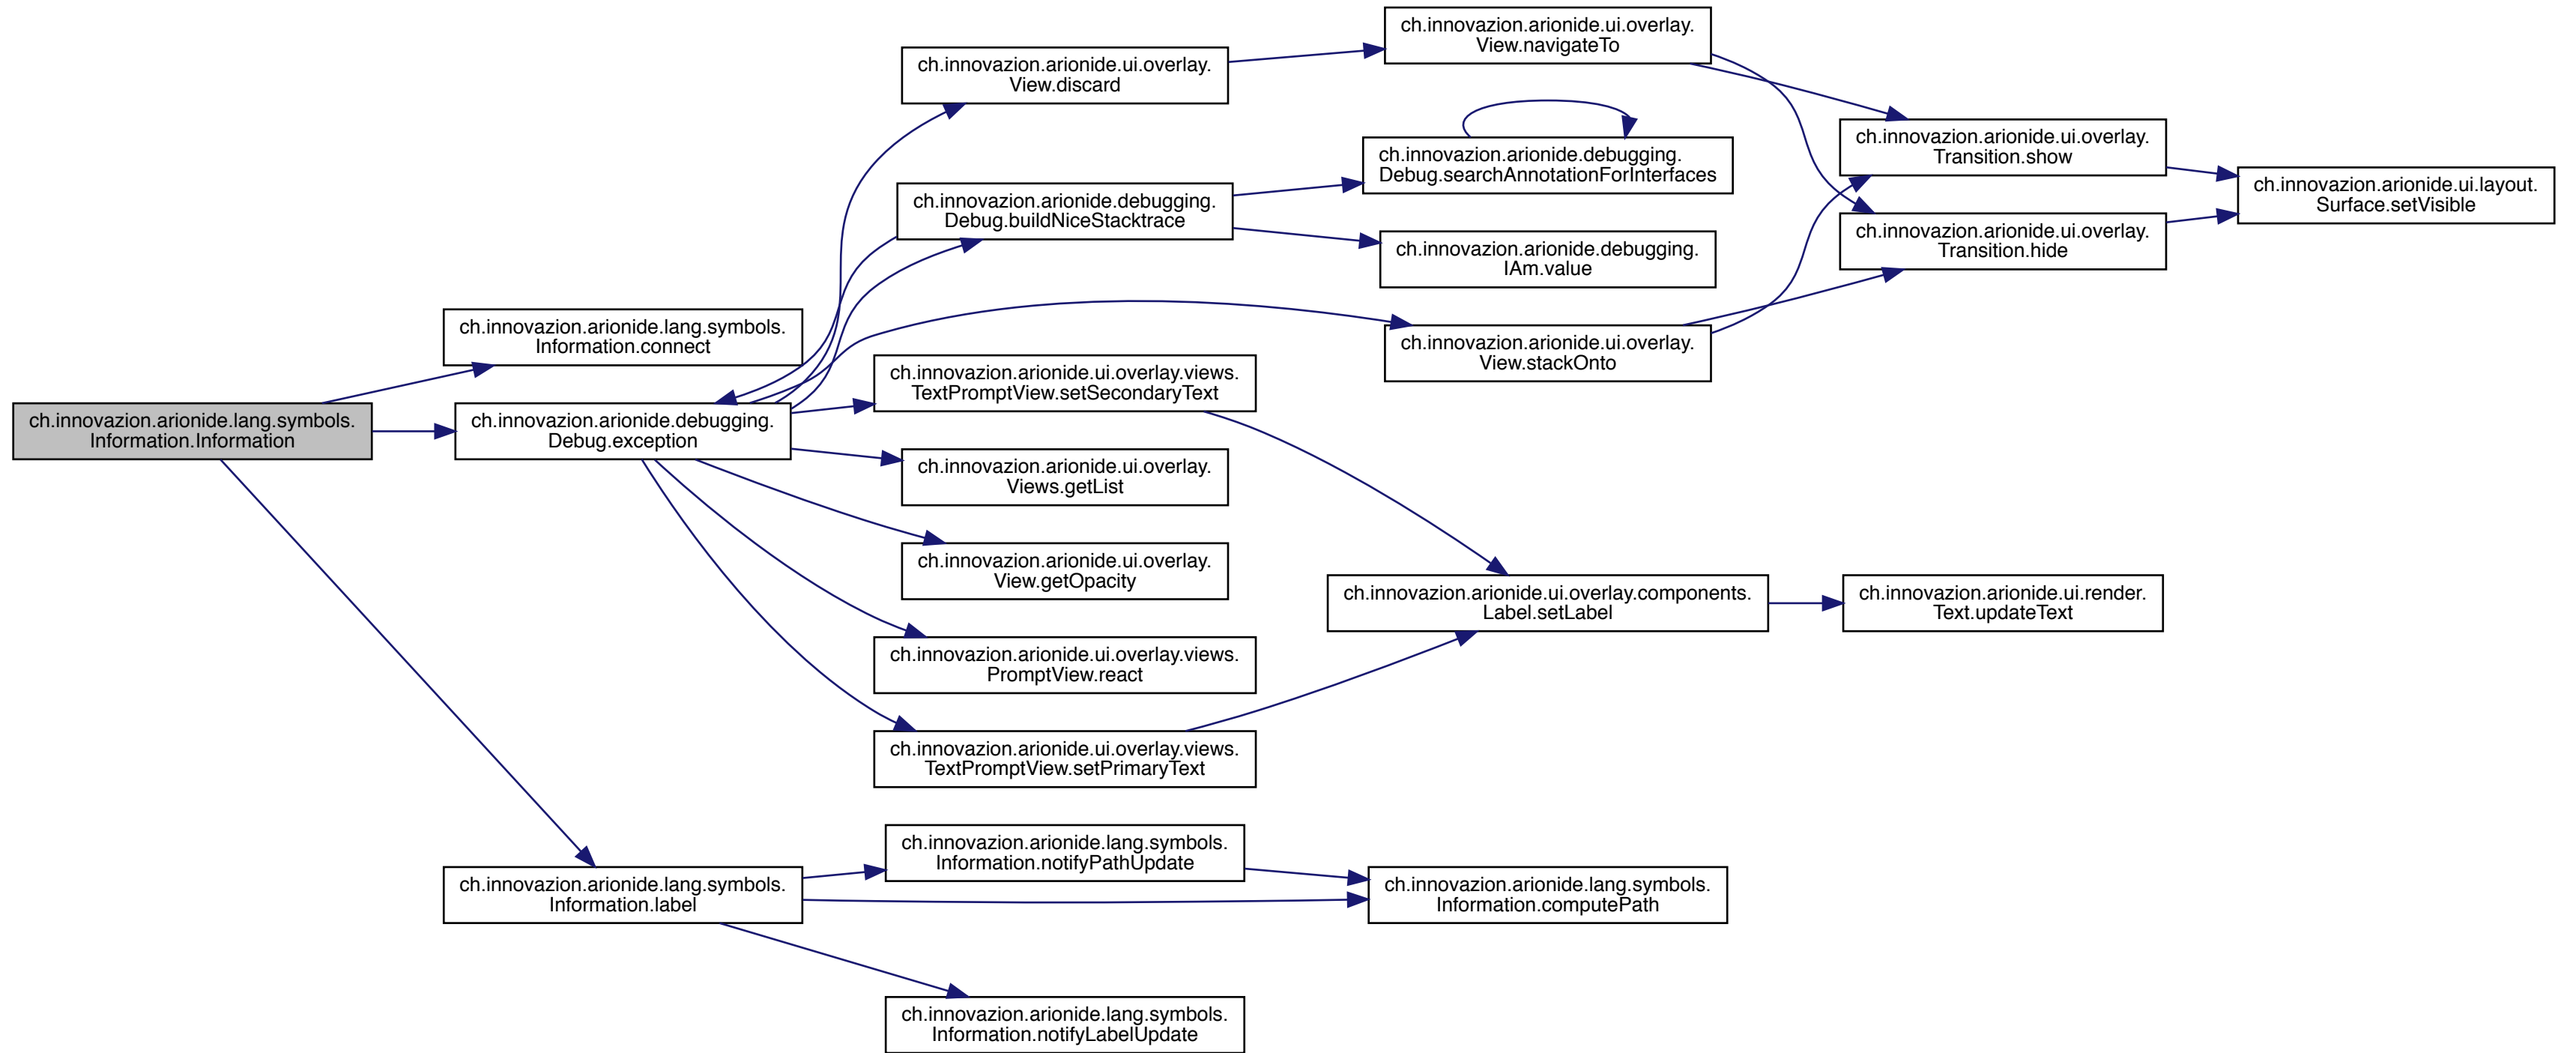 ch.innovazion.arionide.lang.symbols.
Information.Information
ch.innovazion.arionide.lang.symbols.
Information.connect
ch.innovazion.arionide.debugging.
Debug.exception
ch.innovazion.arionide.lang.symbols.
Information.label
ch.innovazion.arionide.ui.overlay.
View.discard
ch.innovazion.arionide.debugging.
Debug.buildNiceStacktrace
ch.innovazion.arionide.ui.overlay.views.
TextPromptView.setSecondaryText
ch.innovazion.arionide.ui.overlay.
Views.getList
ch.innovazion.arionide.ui.overlay.
View.getOpacity
ch.innovazion.arionide.ui.overlay.views.
PromptView.react
ch.innovazion.arionide.ui.overlay.views.
TextPromptView.setPrimaryText
ch.innovazion.arionide.lang.symbols.
Information.notifyPathUpdate
ch.innovazion.arionide.lang.symbols.
Information.notifyLabelUpdate
ch.innovazion.arionide.ui.overlay.
View.navigateTo
ch.innovazion.arionide.debugging.
Debug.searchAnnotationForInterfaces
ch.innovazion.arionide.debugging.
IAm.value
ch.innovazion.arionide.ui.overlay.
View.stackOnto
ch.innovazion.arionide.ui.overlay.components.
Label.setLabel
ch.innovazion.arionide.lang.symbols.
Information.computePath
ch.innovazion.arionide.ui.overlay.
Transition.show
ch.innovazion.arionide.ui.overlay.
Transition.hide
ch.innovazion.arionide.ui.render.
Text.updateText
ch.innovazion.arionide.ui.layout.
Surface.setVisible